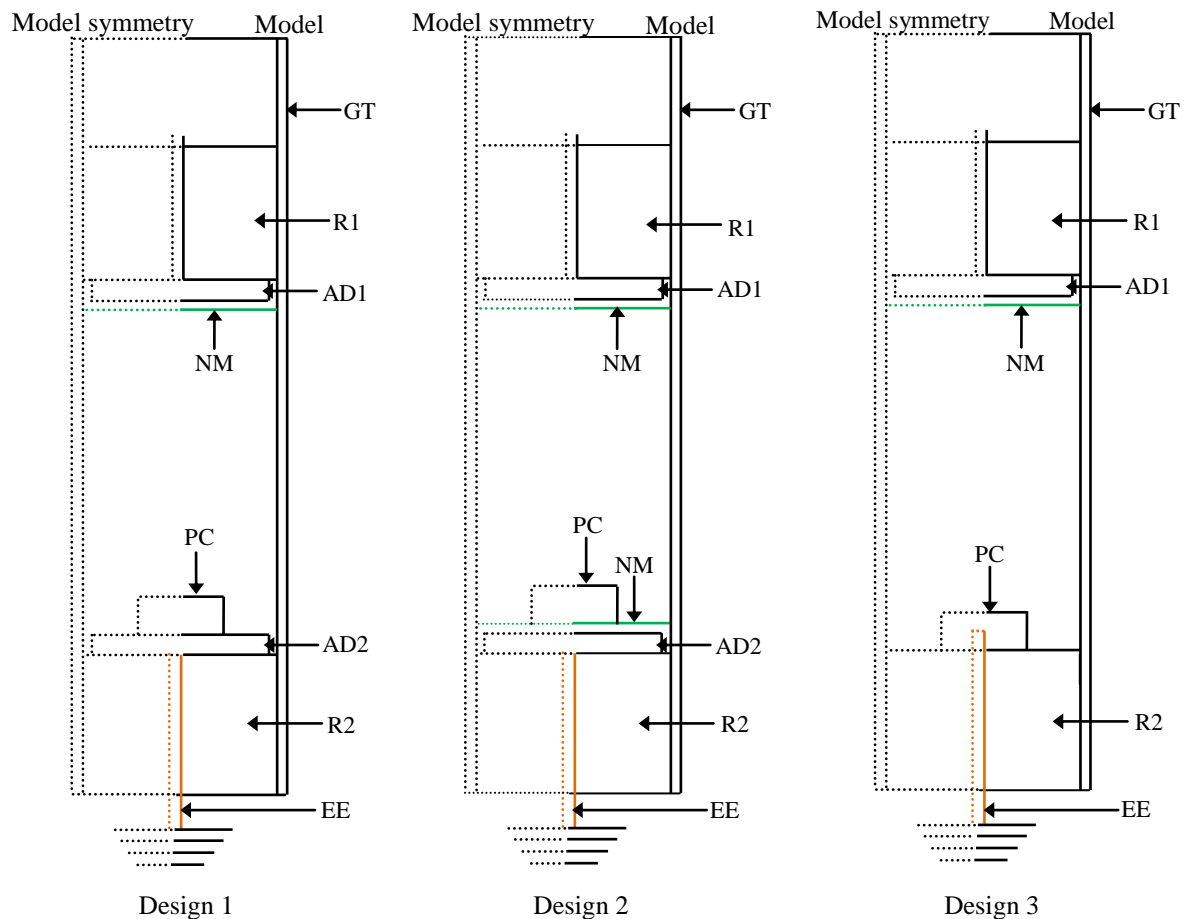 Model symmetry Model
GT
R1
AD1
NM
PC
AD2
R2
EE
Design 1
Model symmetry Model
GT
R1
AD1
NM
PC
NM
AD2
R2
EE
Design 2
Model symmetry Model
GT
R1
AD1
NM
PC
R2
EE
Design 3